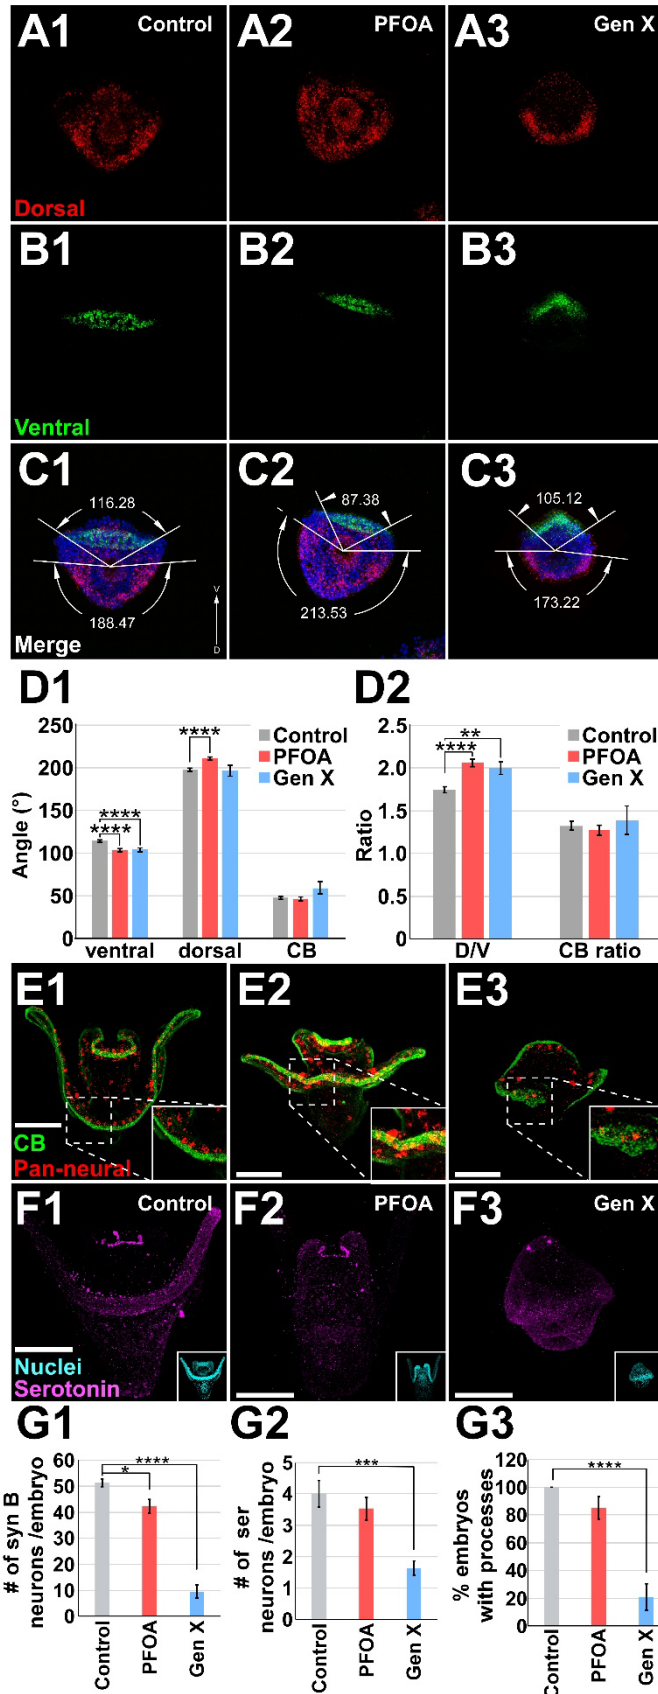 A1 Control
A2 PFOA
A3 Gen X
Dorsal
B1
B2
B3
Ventral
C1
C2
C3
116.28
188.47
V
D
Merge
87.38
213.53
105.12
173.22
D1
250
200
150
100
50
0
Angle (°)
****
****
****
Control
PFOA
Gen X
ventral dorsal CB
D2
2.5
2.0
1.5
1.0
0.5
0
Ratio
**
****
Control
PFOA
Gen X
D/V CB ratio
E1
E2
E3
CB
Pan-neural
F1 Control
F2 PFOA
F3 Gen X
Nuclei
Serotonin
G1
60
50
40
30
20
10
0
# of syn B
neurons /embryo
****
*
Control
PFOA
Gen X
G2
5
4
3
2
1
0
# of ser
neurons /embryo
***
Control
PFOA
Gen X
G3
120
100
80
60
40
20
0
% embryos
with processes
****
Control
PFOA
Gen X